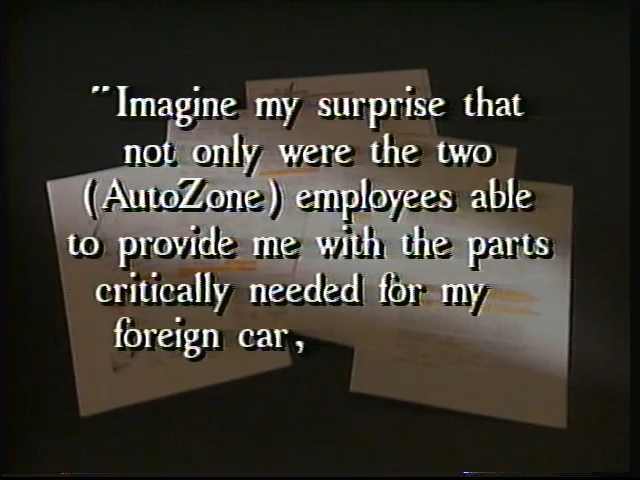 "Imagine my surprise that
not only were the two
(AutoZone) employees able
to provide me with the parts
critically needed for my
foreign car,